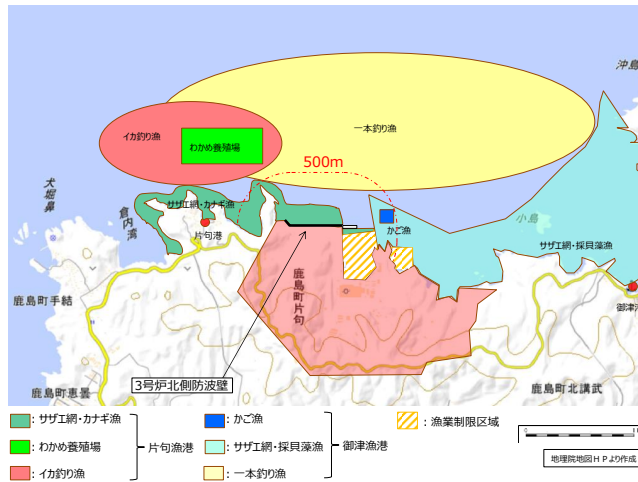 沖島
イカ釣り漁
一本釣り漁
わかめ養殖場
500m
犬堀鼻
倉内湾
サザエ網・カナギ漁
片句港
かご漁
小島
サザエ網・採貝藻漁
鹿島町手結
鹿島町片句
御津港
3号炉北側防波壁
鹿島町恵曇
鹿島町北講武
：サザエ網・カナギ漁
：わかめ養殖場
：イカ釣り漁
片句漁港
：かご漁
：サザエ網・採貝藻漁
：一本釣り漁
御津漁港
：漁業制限区域
0
地理院地図ＨＰより作成